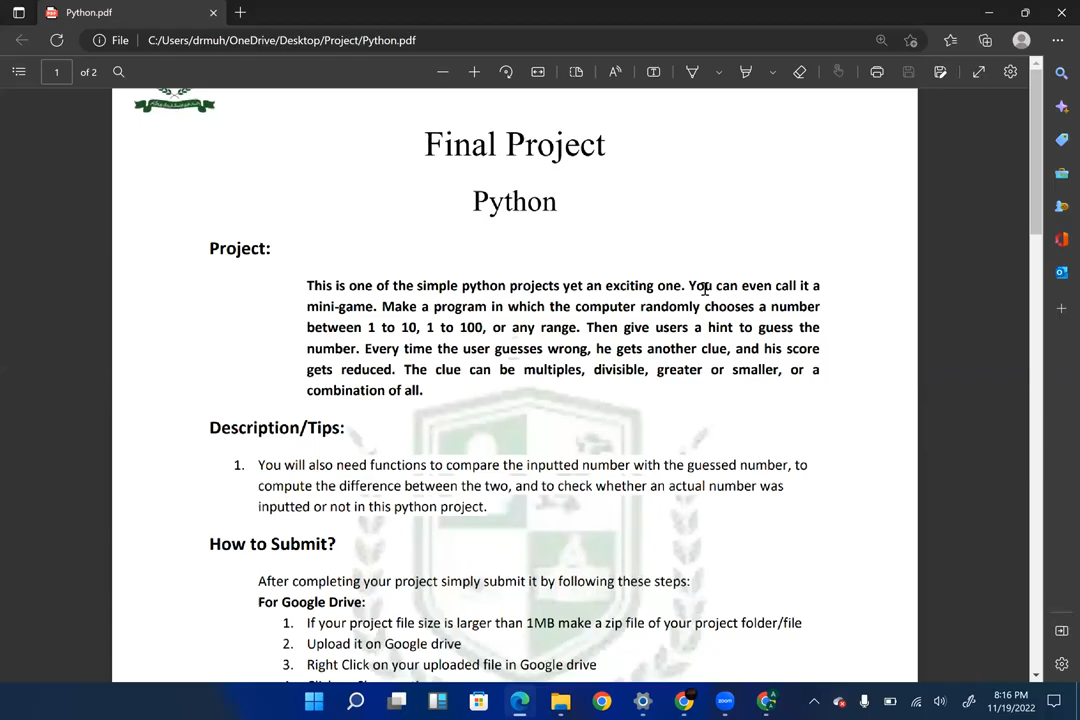 Python.pdf
File C:/Users/drmuh/OneDrive/Desktop/Project/Python.pdf
1 of 2
Final Project
Python
Project:
This is one of the simple python projects yet an exciting one. You can even call it a
mini-game. Make a program in which the computer randomly chooses a number
between 1 to 10, 1 to 100, or any range. Then give users a hint to guess the
number. Every time the user guesses wrong, he gets another clue, and his score
gets reduced. The clue can be multiples, divisible, greater or smaller, or a
combination of all.
Description/Tips:
1. You will also need functions to compare the inputted number with the guessed number, to
compute the difference between the two, and to check whether an actual number was
inputted or not in this python project.
How to Submit?
After completing your project simply submit it by following these steps:
For Google Drive:
1. If your project file size is larger than 1MB make a zip file of your project folder/file
2. Upload it on Google drive
3. Right Click on your uploaded file in Google drive
zoom
8:16 PM
11/19/2022